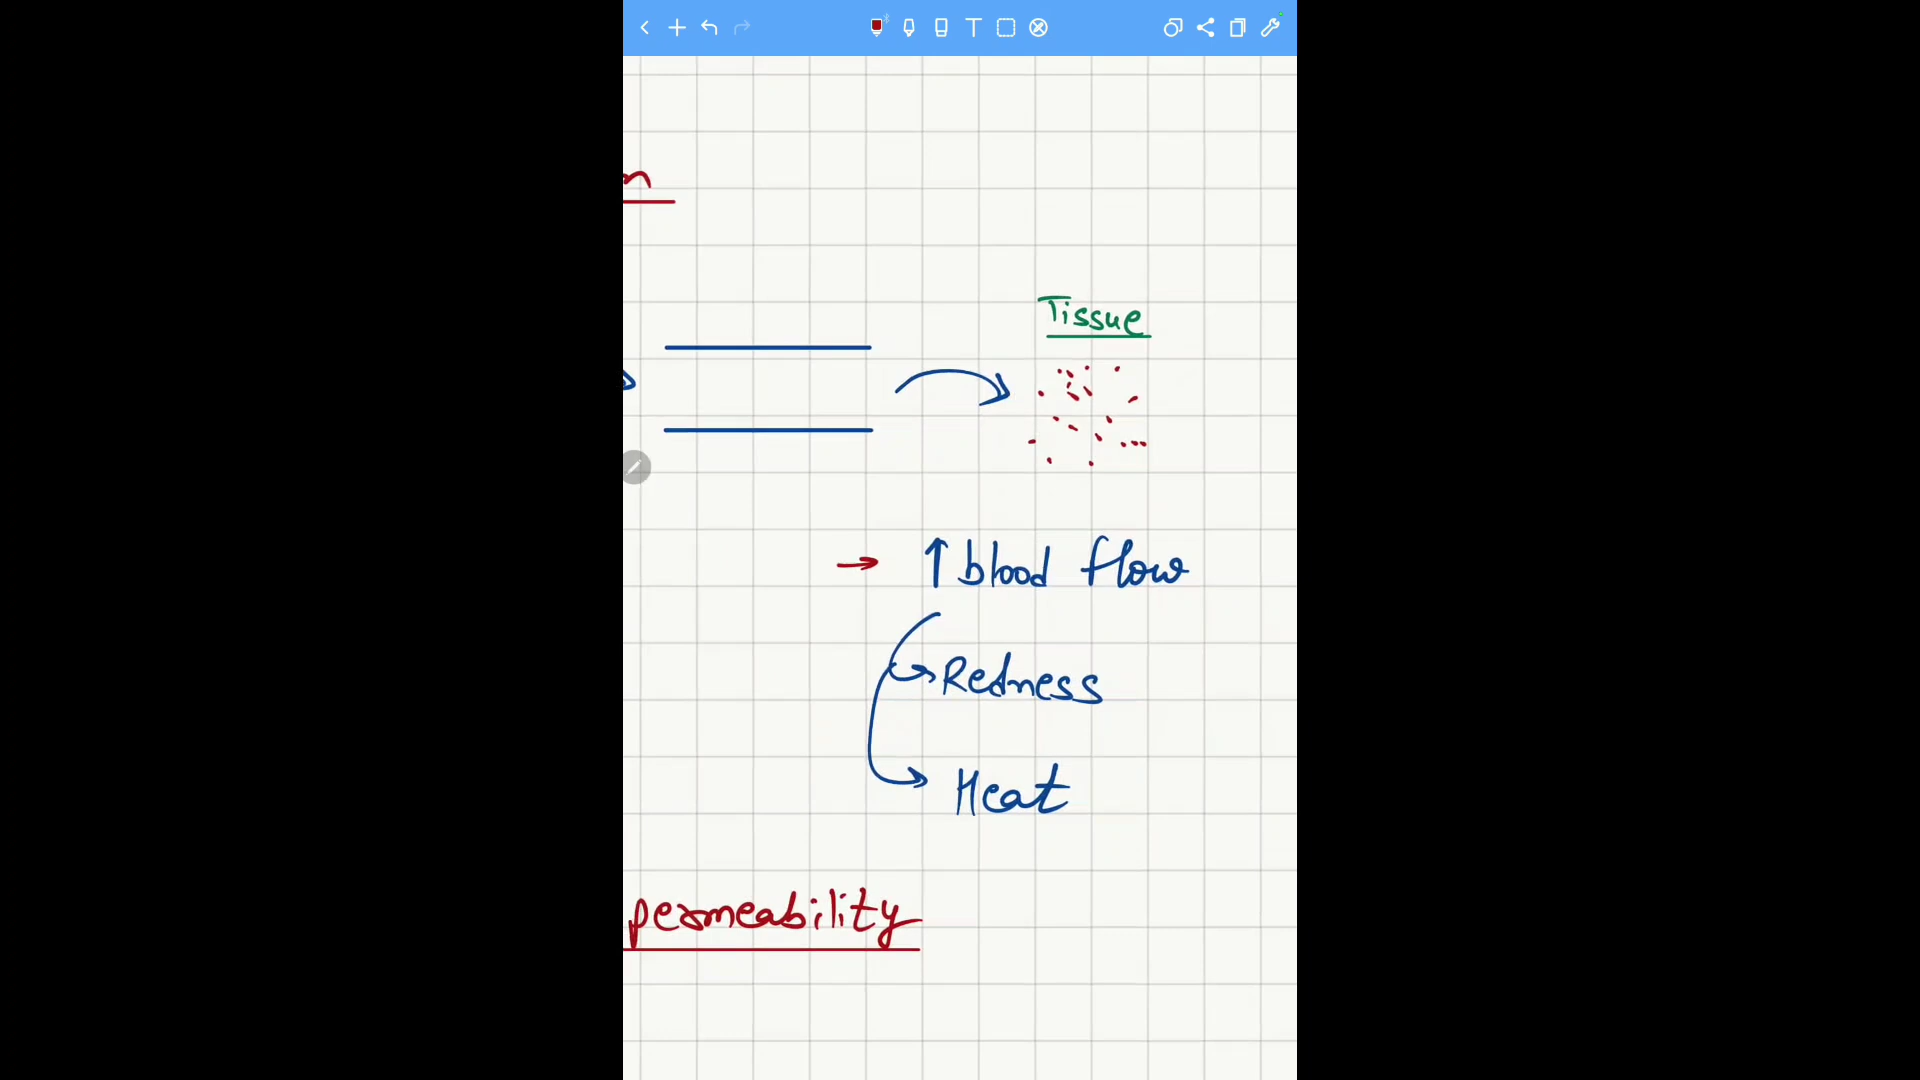 n
Tissue
→ ↑ blood flow
Redness
Heat
permeability